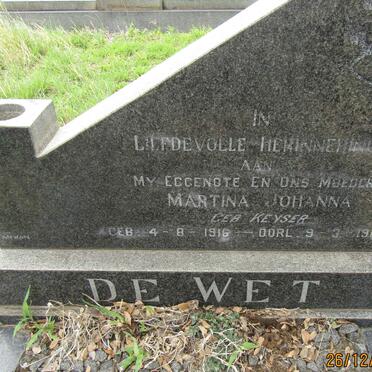 IN
LIEFDEVOLLE HERINNERING
AAN
MY EGGENOTE EN ONS MOEDER
MARTINA JOHANNA
GEB KEYSER
GEB. 4-8-1916 — OORL. 9-3-19
DE WET
26/12/